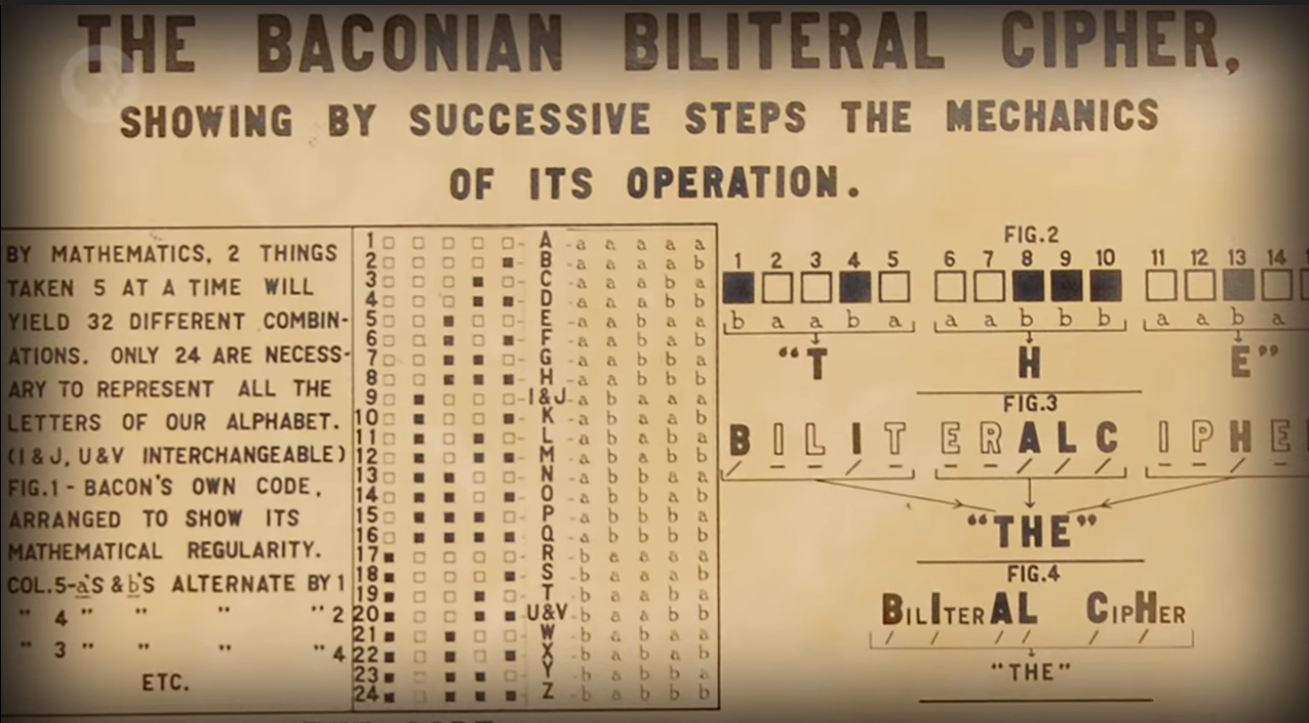 THE BACONIAN BILITERAL CIPHER,
SHOWING BY SUCCESSIVE STEPS THE MECHANICS
OF ITS OPERATION.
BY MATHEMATICS, 2 THINGS
TAKEN 5 AT A TIME WILL
YIELD 32 DIFFERENT COMBIN-
ATIONS. ONLY 24 ARE NECESS-
ARY TO REPRESENT ALL THE
LETTERS OF OUR ALPHABET.
(I & J, U & V INTERCHANGEABLE)
FIG.1 - BACON'S OWN CODE,
ARRANGED TO SHOW ITS
MATHEMATICAL REGULARITY.
COL.5-a'S & b'S ALTERNATE BY 1
" 4 " " " " 2
" 3 " " " " 4
ETC.
1 □ □ □ □ □- A -a a a a a
2 □ □ □ □ ■- B -a a a a b
3 □ □ □ ■ □- C -a a a b a
4 □ □ □ ■ ■- D -a a a b b
5 □ □ ■ □ □- E -a a b a a
6 □ □ ■ □ ■- F -a a b a b
7 □ □ ■ ■ □- G -a a b b a
8 □ □ ■ ■ ■- H -a a b b b
9 □ ■ □ □ □- I&J -a b a a a
10 □ ■ □ □ ■- K -a b a a b
11 □ ■ □ ■ □- L -a b a b a
12 □ ■ □ ■ ■- M -a b a b b
13 □ ■ ■ □ □- N -a b b a a
14 □ ■ ■ □ ■- O -a b b a b
15 □ ■ ■ ■ □- P -a b b b a
16 □ ■ ■ ■ ■- Q -a b b b b
17 ■ □ □ □ □- R -b a a a a
18 ■ □ □ □ ■- S -b a a a b
19 ■ □ □ ■ □- T -b a a b a
20 ■ □ □ ■ ■- U&V -b a a b b
21 ■ □ ■ □ □- W -b a b a a
22 ■ □ ■ □ ■- X -b a b a b
23 ■ □ ■ ■ □- Y -b a b b a
24 ■ □ ■ ■ ■- Z -b a b b b
FIG.2
1 2 3 4 5 6 7 8 9 10 11 12 13 14
b a a b a a a b b b a a b a
"T H E"
FIG.3
BILIT ERALC IPHE
"THE"
FIG.4
BILITERAL CIPHER
"THE"